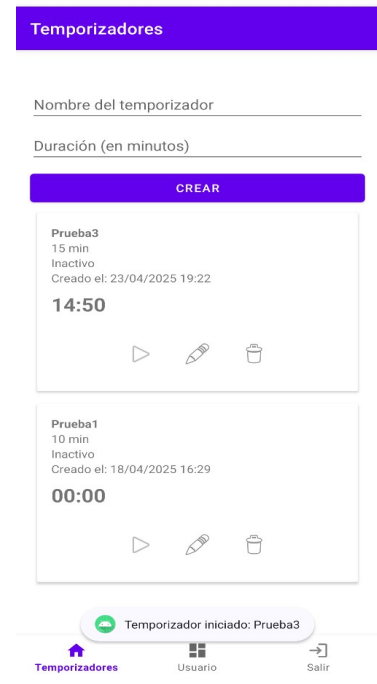 Temporizadores
Nombre del temporizador
Duración (en minutos)
CREAR
Prueba3
15 min
Inactivo
Creado el: 23/04/2025 19:22
14:50
Prueba1
10 min
Inactivo
Creado el: 18/04/2025 16:29
00:00
Temporizador iniciado: Prueba3
Temporizadores
Usuario
Salir